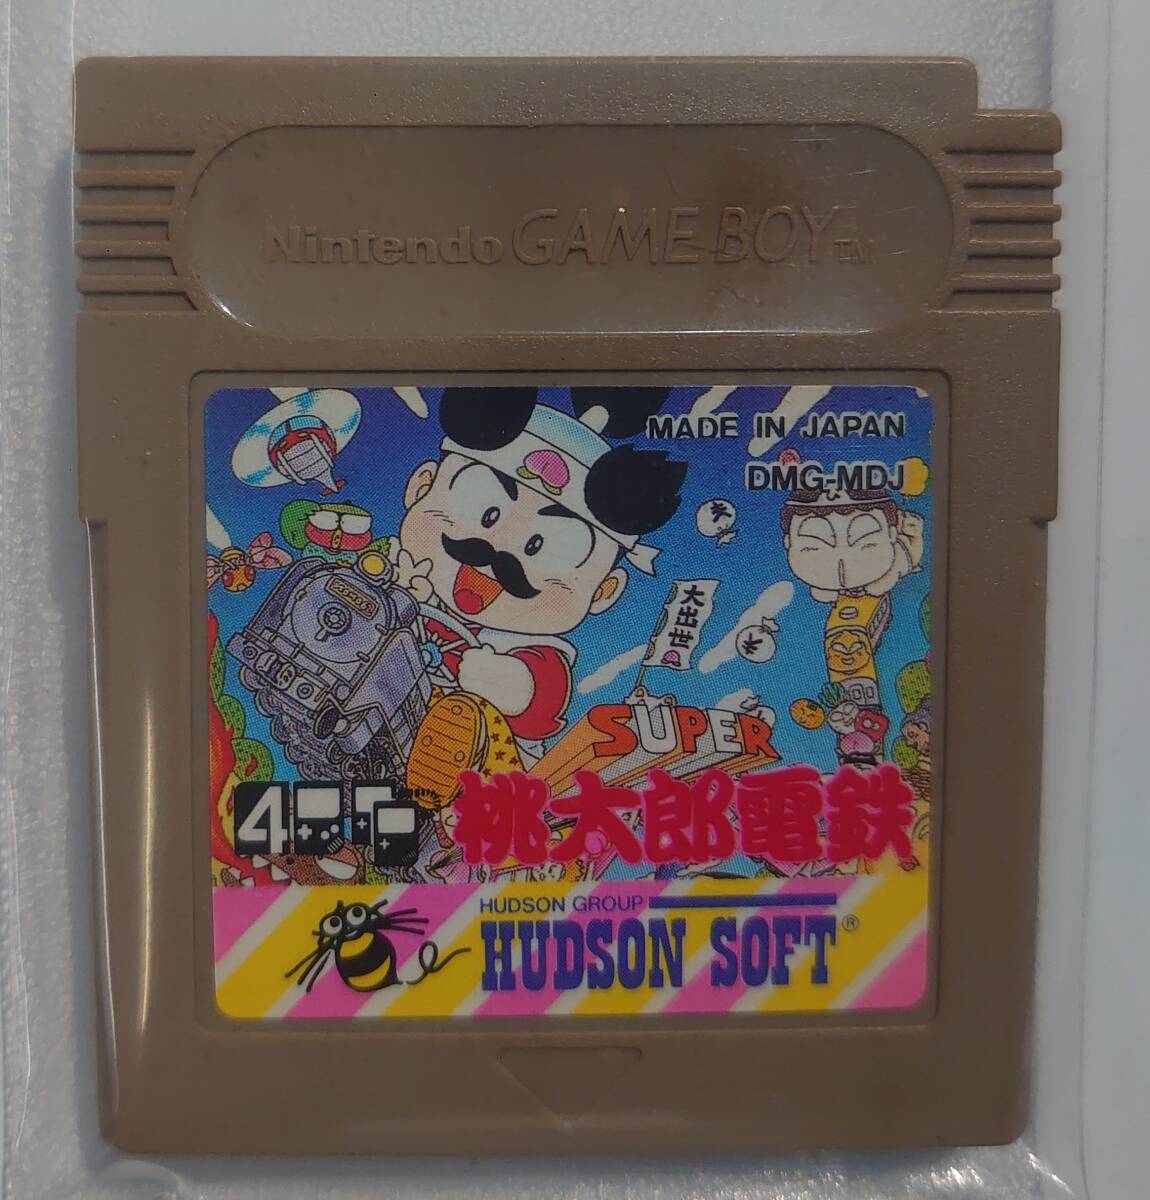 Nintendo GAME BOY TM
MADE IN JAPAN
DMG-MDJ
大出世
¥
¥
SUPER
桃太郎電鉄
4
HUDSON GROUP
HUDSON SOFT®